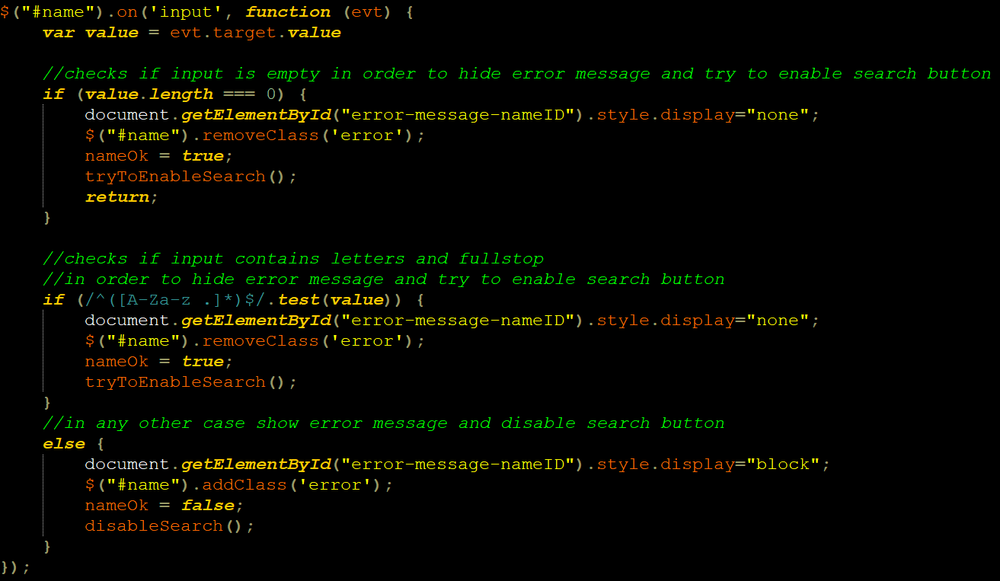 $("#name").on('input', function (evt) {
    var value = evt.target.value
    //checks if input is empty in order to hide error message and try to enable search button
    if (value.length === 0) {
        document.getElementById("error-message-nameID").style.display="none";
        $("#name").removeClass('error');
        nameOk = true;
        tryToEnableSearch();
        return;
    }
    //checks if input contains letters and fullstop
    //in order to hide error message and try to enable search button
    if (/^([A-Za-z .]*)$/.test(value)) {
        document.getElementById("error-message-nameID").style.display="none";
        $("#name").removeClass('error');
        nameOk = true;
        tryToEnableSearch();
    }
    //in any other case show error message and disable search button
    else {
        document.getElementById("error-message-nameID").style.display="block";
        $("#name").addClass('error');
        nameOk = false;
        disableSearch();
    }
});